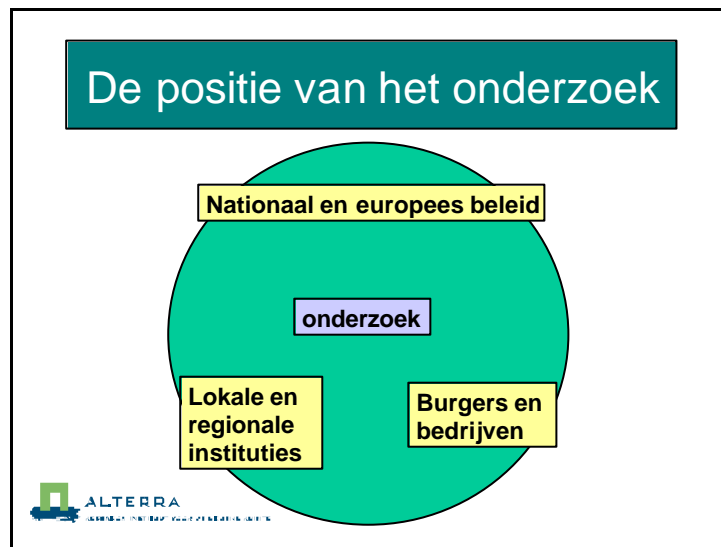 De positie van het onderzoek
Nationaal en europees beleid
onderzoek
Lokale en
regionale
instituties
Burgers en
bedrijven
ALTERRA